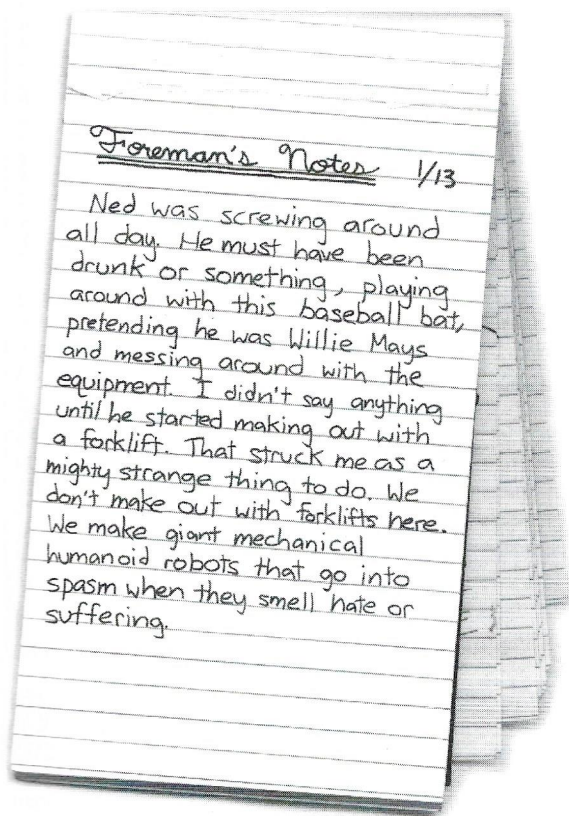 Foreman's Notes 1/13
Ned was screwing around
all day. He must have been
drunk or something, playing
around with this baseball bat,
pretending he was Willie Mays
and messing around with the
equipment. I didn't say anything
until he started making out with
a forklift. That struck me as a
mighty strange thing to do. We
don't make out with forklifts here.
We make giant mechanical
humanoid robots that go into
spasm when they smell hate or
suffering.